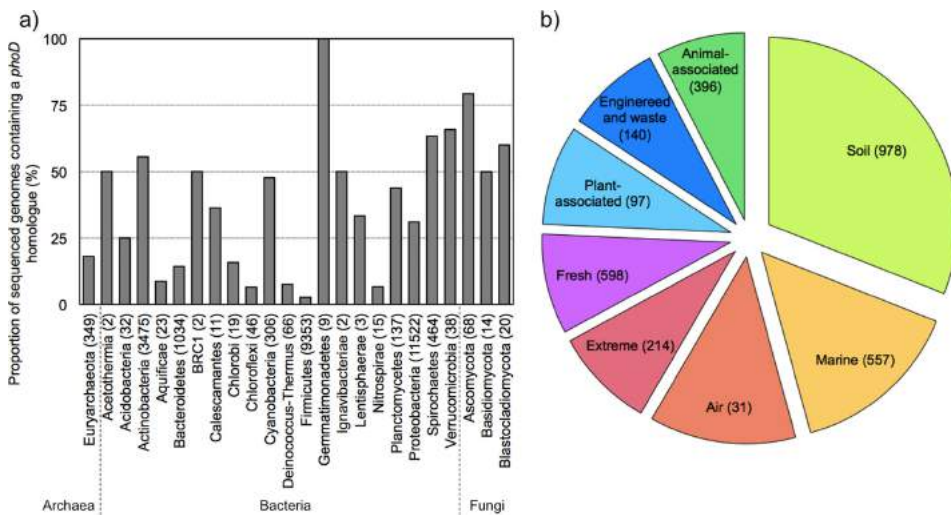 a)
Proportion of sequenced genomes containing a phoD
homologue (%)
100
75
50
25
0
Euryarchaeota (349)
Acetothermia (2)
Acidobacteria (32)
Actinobacteria (3475)
Aquificae (23)
Bacteroidetes (1034)
BRC1 (2)
Calescamantes (11)
Chlorobi (19)
Chloroflexi (46)
Cyanobacteria (306)
Deinococcus-Thermus (66)
Firmicutes (9353)
Gemmatimonadetes (9)
Ignavibacteriae (2)
Lentisphaerae (3)
Nitrospirae (15)
Planctomycetes (137)
Proteobacteria (11522)
Spirochaetes (464)
Verrucomicrobia (38)
Ascomycota (68)
Basidiomycota (14)
Blastocladiomycota (20)
Archaea
Bacteria
Fungi
b)
Animal-
associated
(396)
Enginereed
and waste
(140)
Plant-
associated
(97)
Fresh (598)
Extreme (214)
Air (31)
Marine (557)
Soil (978)